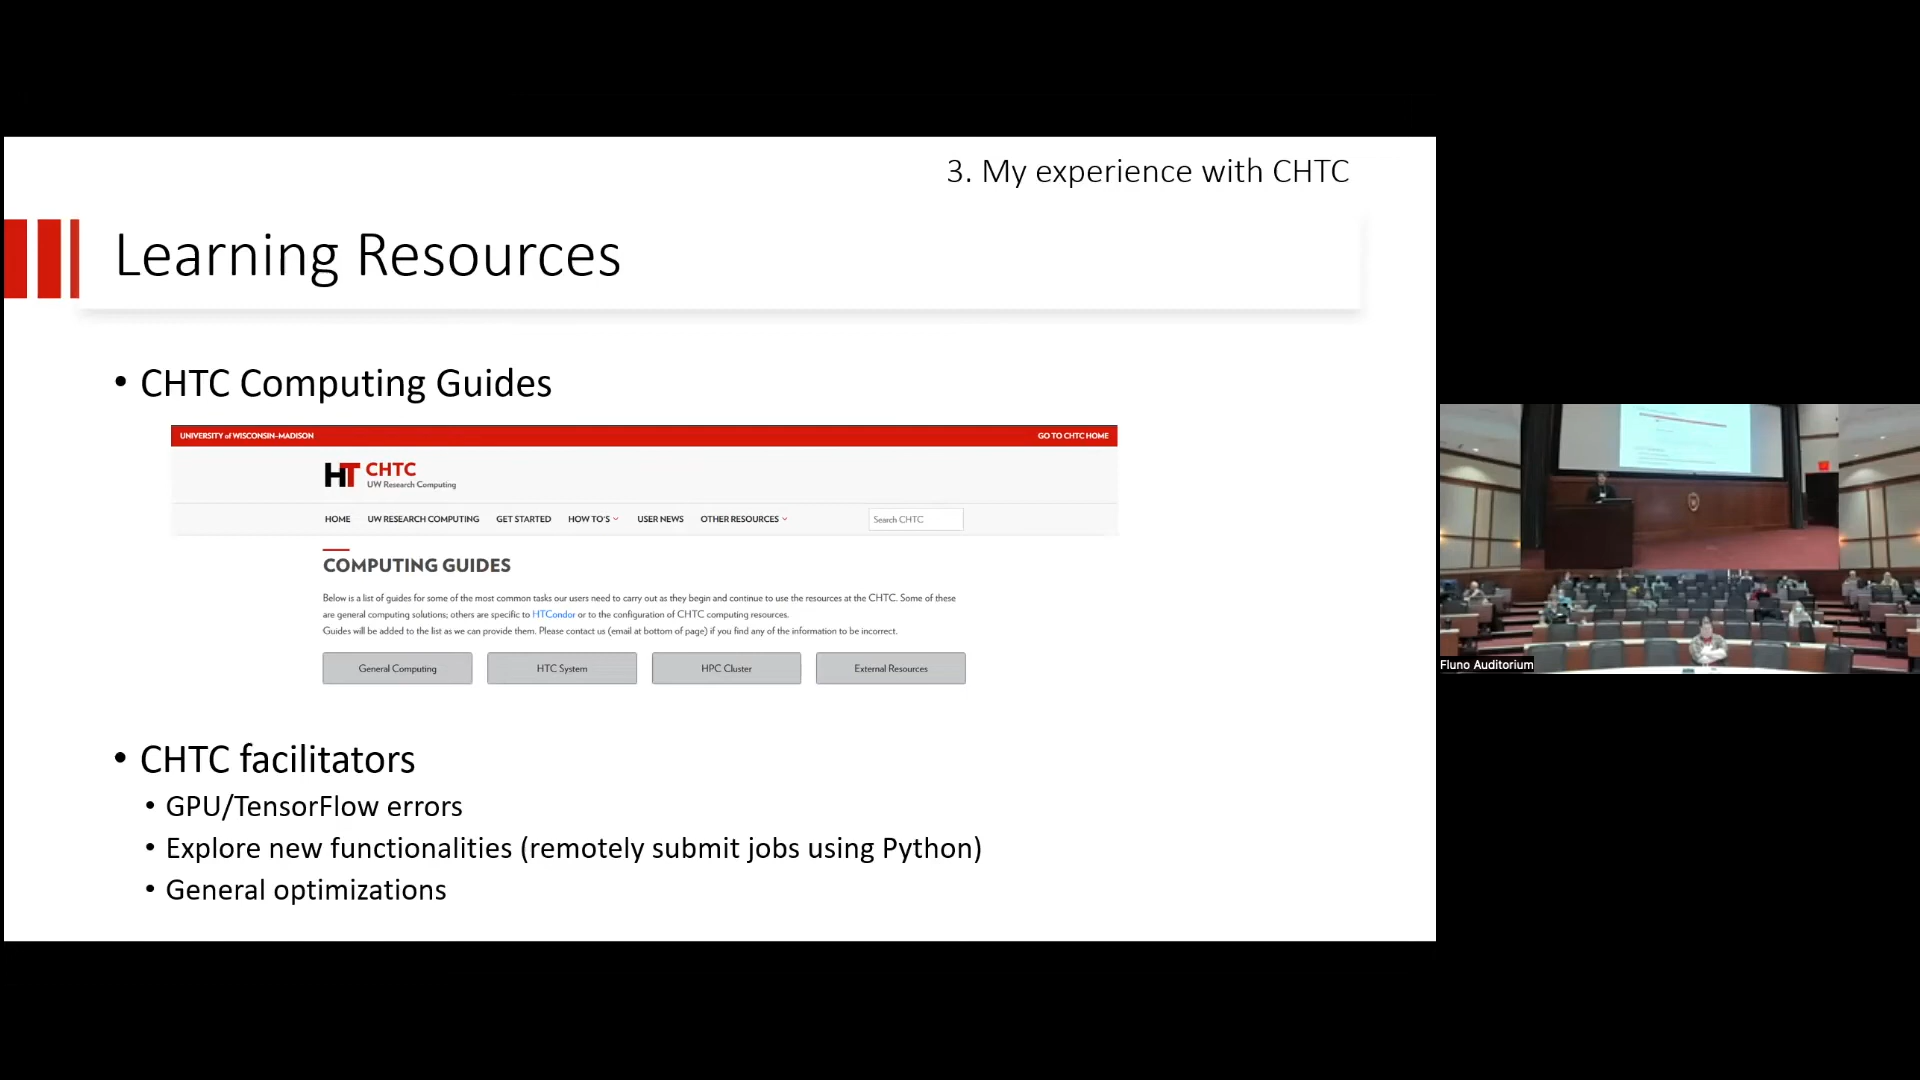 3. My experience with CHTC
Learning Resources
• CHTC Computing Guides
UNIVERSITY of WISCONSIN–MADISON
GO TO CHTC HOME
HT CHTC
UW Research Computing
HOME UW RESEARCH COMPUTING GET STARTED HOW TO'S USER NEWS OTHER RESOURCES Search CHTC
COMPUTING GUIDES
Below is a list of guides for some of the most common tasks our users need to carry out as they begin and continue to use the resources at the CHTC. Some of these
are general computing solutions; others are specific to HTCondor or to the configuration of CHTC computing resources.
Guides will be added to the list as we can provide them. Please contact us (email at bottom of page) if you find any of the information to be incorrect.
General Computing HTC System HPC Cluster External Resources
• CHTC facilitators
• GPU/TensorFlow errors
• Explore new functionalities (remotely submit jobs using Python)
• General optimizations
Fluno Auditorium